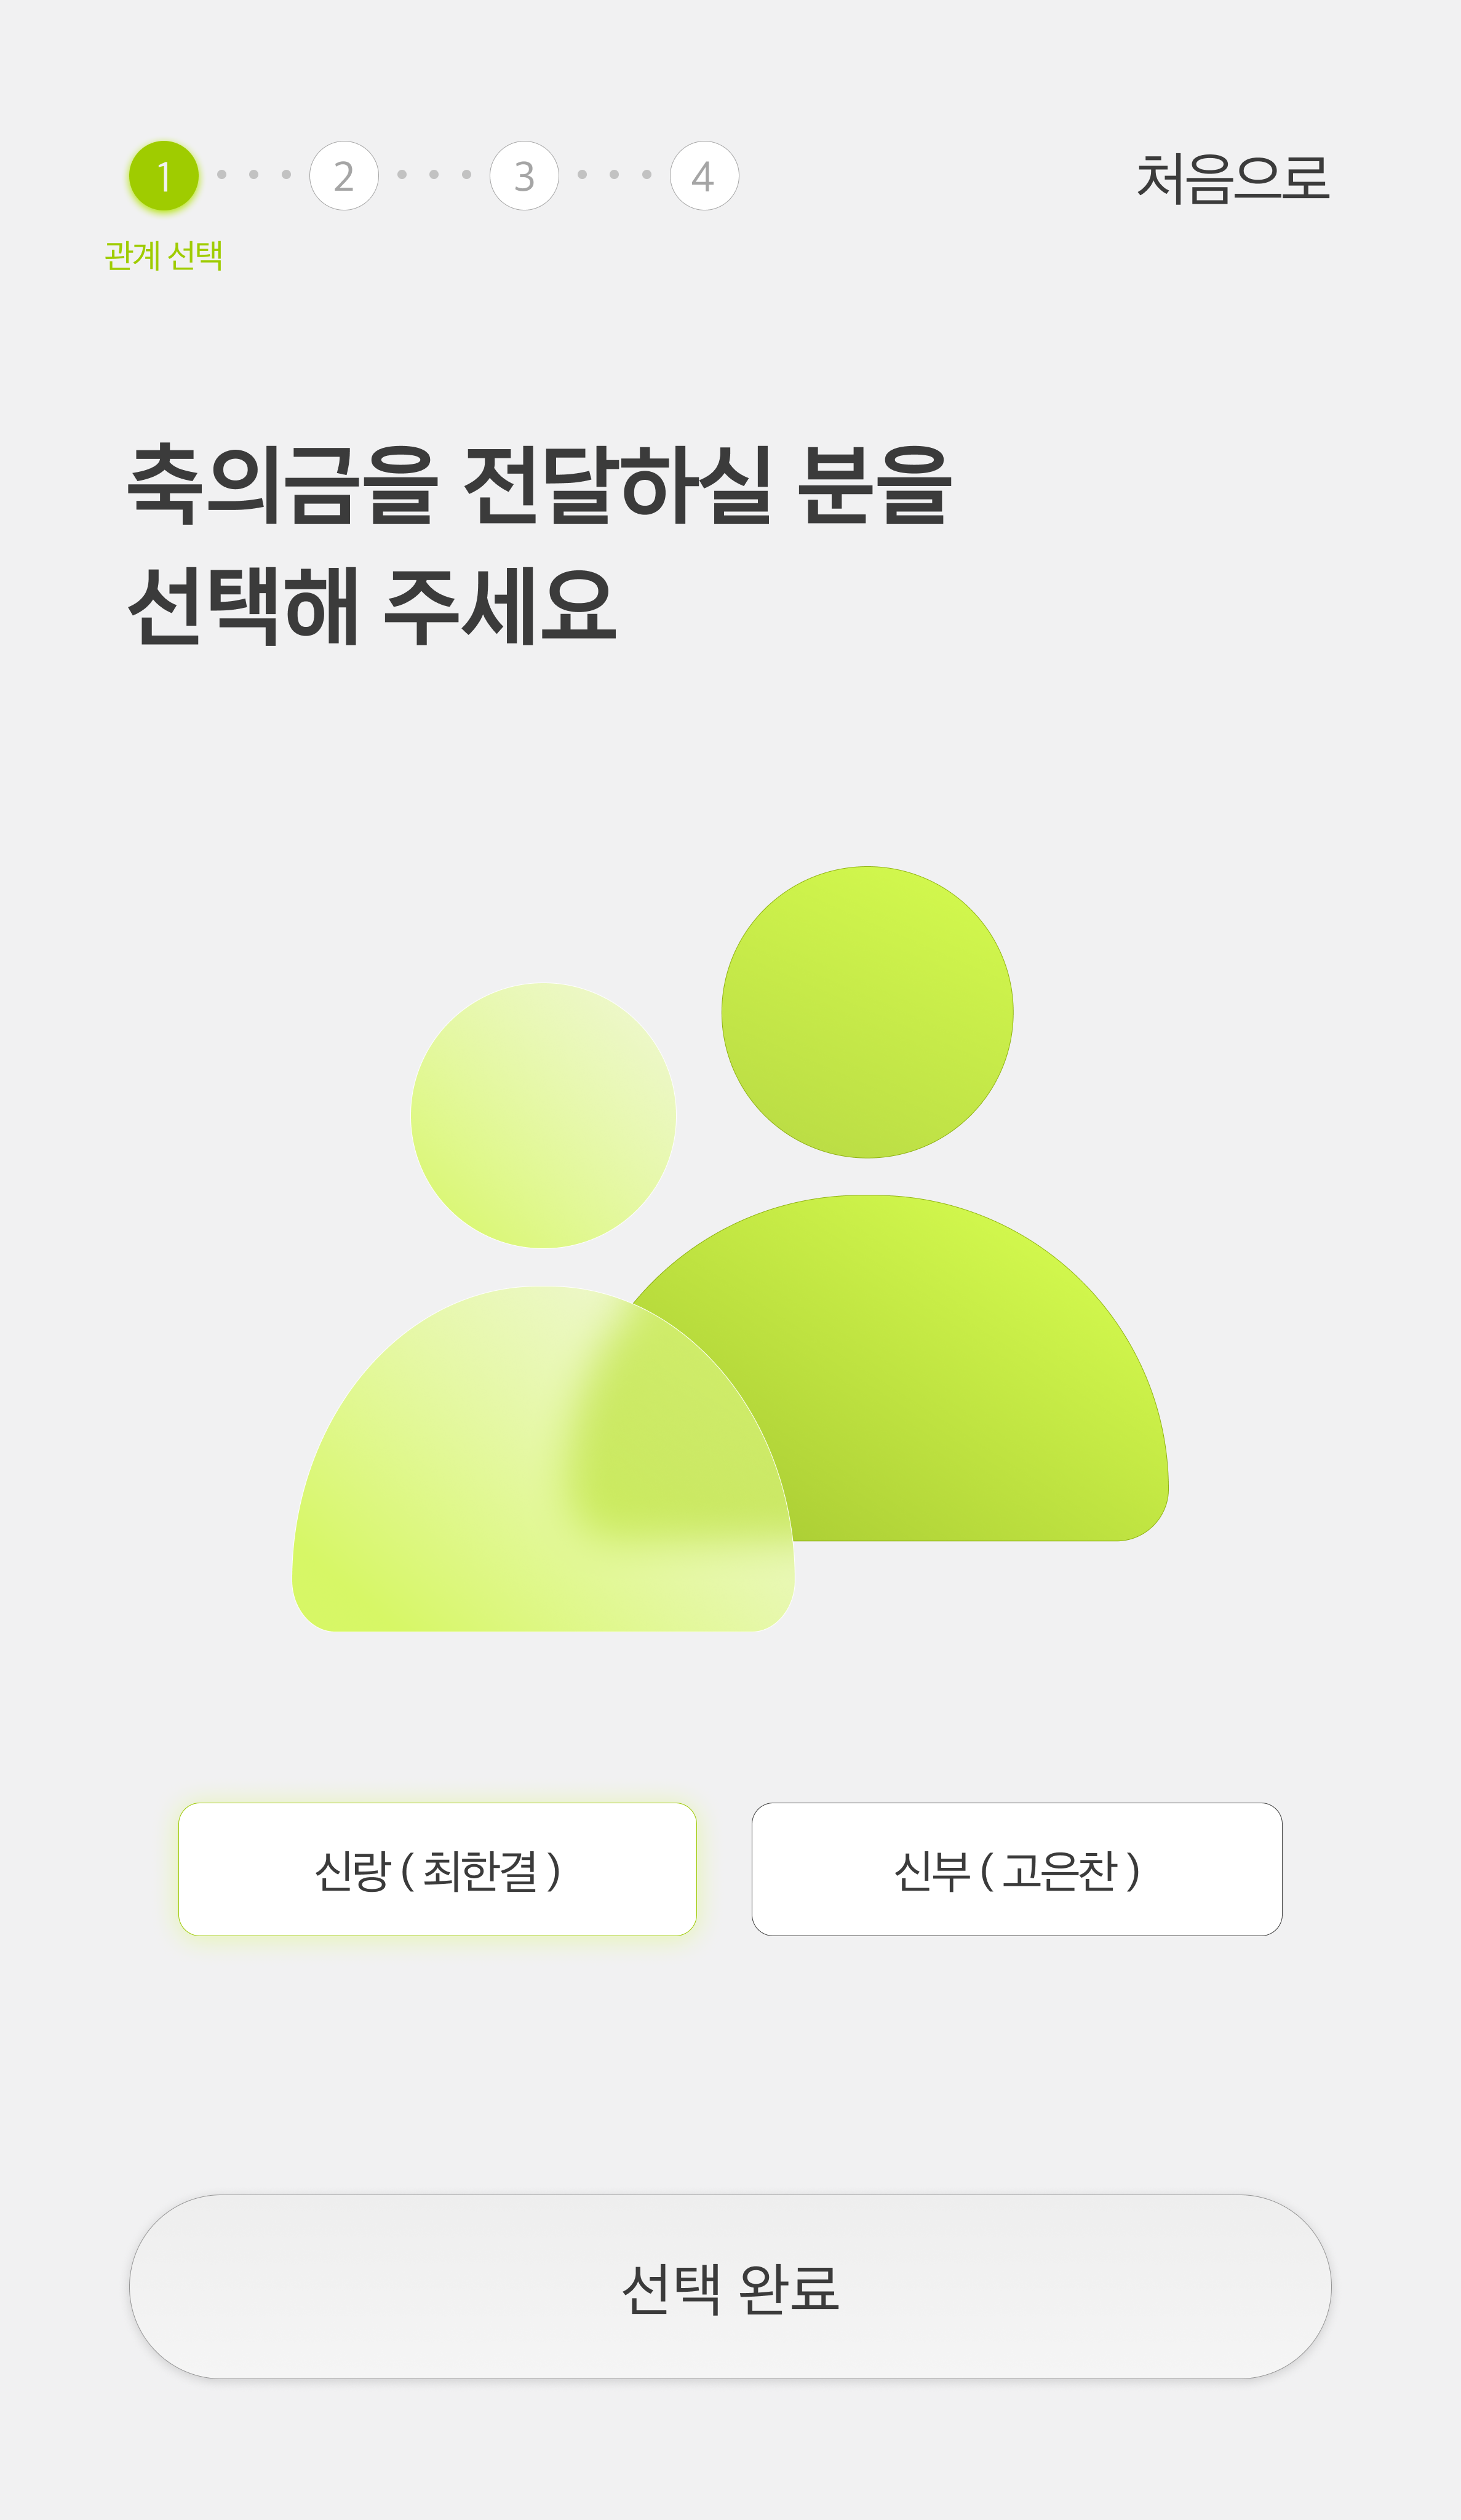 1 2 3 4 처음으로
관계 선택
축의금을 전달하실 분을
선택해 주세요
신랑 ( 최한결 )
신부 ( 고은찬 )
선택 완료